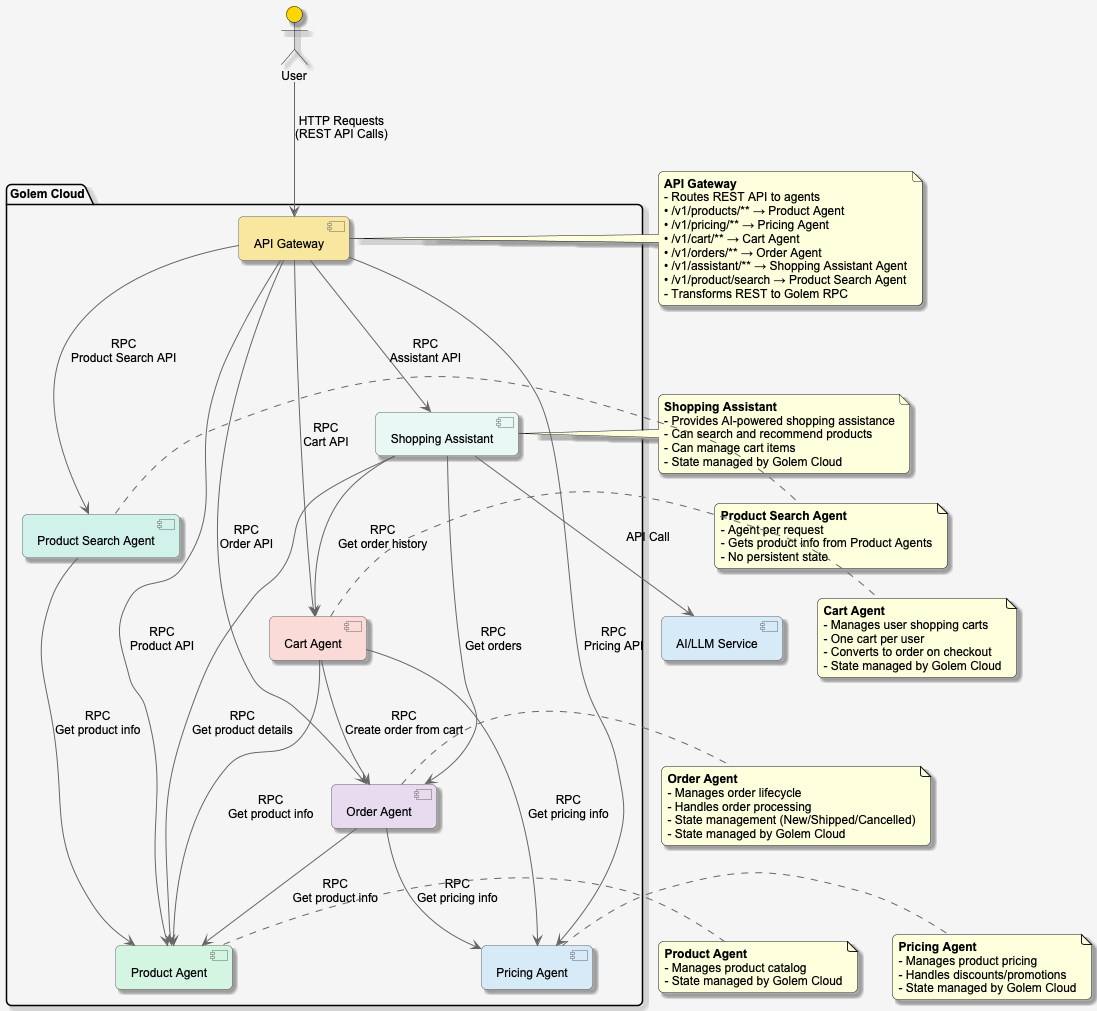 User
HTTP Requests
(REST API Calls)
Golem Cloud
API Gateway
API Gateway
- Routes REST API to agents
• /v1/products/** → Product Agent
• /v1/pricing/** → Pricing Agent
• /v1/cart/** → Cart Agent
• /v1/orders/** → Order Agent
• /v1/assistant/** → Shopping Assistant Agent
• /v1/product/search → Product Search Agent
- Transforms REST to Golem RPC
RPC
Product Search API
RPC
Assistant API
RPC
Cart API
Shopping Assistant
Shopping Assistant
- Provides AI-powered shopping assistance
- Can search and recommend products
- Can manage cart items
- State managed by Golem Cloud
Product Search Agent
RPC
Order API
RPC
Get order history
API Call
Product Search Agent
- Agent per request
- Gets product info from Product Agents
- No persistent state
Cart Agent
- Manages user shopping carts
- One cart per user
- Converts to order on checkout
- State managed by Golem Cloud
RPC
Product API
Cart Agent
RPC
Get orders
RPC
Pricing API
AI/LLM Service
RPC
Get product info
RPC
Get product details
RPC
Create order from cart
Order Agent
- Manages order lifecycle
- Handles order processing
- State management (New/Shipped/Cancelled)
- State managed by Golem Cloud
RPC
Get product info
Order Agent
RPC
Get pricing info
RPC
Get product info
RPC
Get pricing info
Product Agent
Pricing Agent
Product Agent
- Manages product catalog
- State managed by Golem Cloud
Pricing Agent
- Manages product pricing
- Handles discounts/promotions
- State managed by Golem Cloud